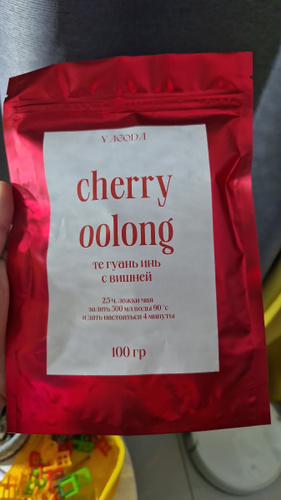 YAGODA
cherry
oolong
те гуань инь
с вишней
2,5 ч. ложки чая
залить 500 мл воды 90 °с
и дать настояться 4 минуты
100 гр